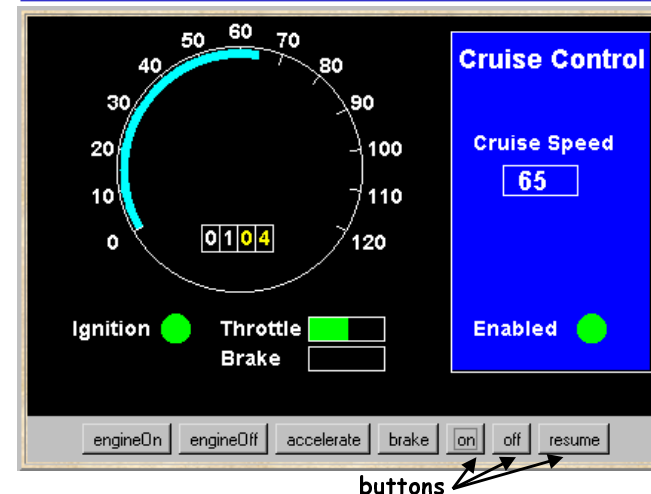 50 60 70
40 80
30 90
20 100
10 110
0 0104 120
Ignition Throttle
Brake
Cruise Control
Cruise Speed
65
Enabled
engineOn engineOff accelerate brake on off resume
buttons